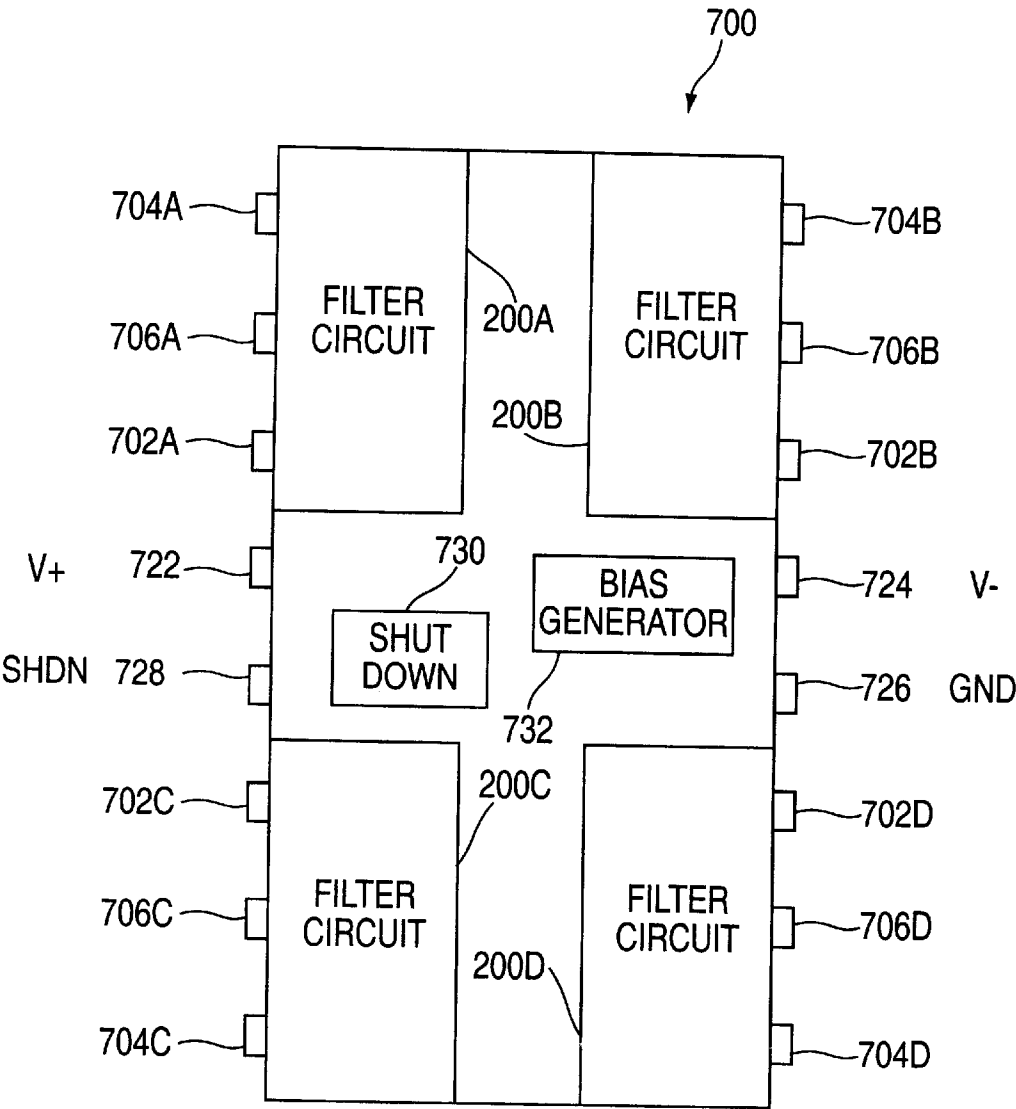 700
704A
704B
FILTER
CIRCUIT
200A
FILTER
CIRCUIT
706A
706B
200B
702A
702B
V+ 722
730
BIAS
GENERATOR
724 V-
SHUT
DOWN
SHDN 728
732
726 GND
702C
200C
702D
FILTER
CIRCUIT
FILTER
CIRCUIT
706C
706D
200D
704C
704D